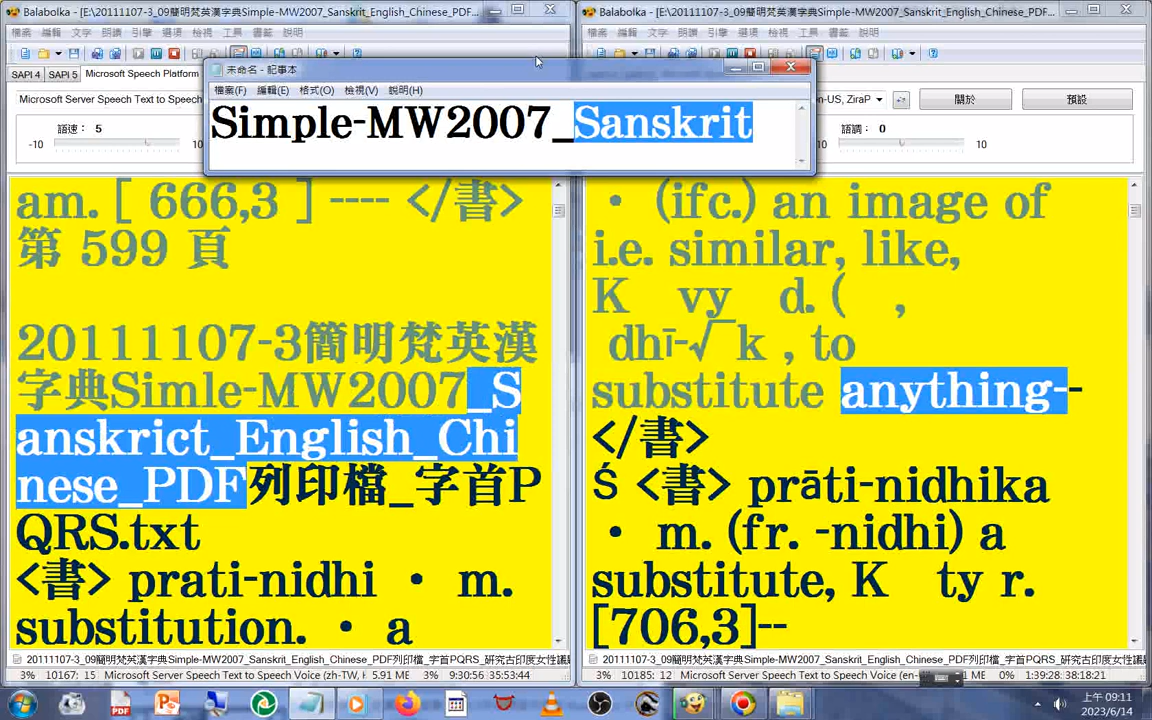 Balabolka - [E:\20111107-3_09簡明梵英漢字典Simple-MW2007_Sanskrit_English_Chinese_PDF...
檔案 編輯 文字 朗讀 引擎 選項 檢視 工具 書籤 說明
SAPI 4 SAPI 5 Microsoft Speech Platform
Microsoft Server Speech Text to Speech
語速： 5
-10 10
am. [ 666,3 ] ---- </書>
第 599 頁
20111107-3簡明梵英漢
字典Simle-MW2007_S
anskrict_English_Chi
nese_PDF列印檔_字首P
QRS.txt
<書> prati-nidhi • m.
substitution. • a
20111107-3_09簡明梵英漢字典Simple-MW2007_Sanskrit_English_Chinese_PDF列印檔_字首PQRS_研究古印度女性議
3% 10167: 15 Microsoft Server Speech Text to Speech Voice (zh-TW, 5.91 ME 3% 9:30:56 35:53:44
未命名 - 記事本
檔案(F) 編輯(E) 格式(O) 檢視(V) 說明(H)
Simple-MW2007_Sanskrit
Balabolka - [E:\20111107-3_09簡明梵英漢字典Simple-MW2007_Sanskrit_English_Chinese_PDF...
檔案 編輯 文字 朗讀 引擎 選項 檢視 工具 書籤 說明
en-US, ZiraP
關於 預設
語調： 0
10
• (ifc.) an image of
i.e. similar, like,
K vy d. ( ,
dhī-√ k , to
substitute anything--
</書>
Ś <書> prāti-nidhika
• m. (fr. -nidhi) a
substitute, K ty r.
[706,3]--
20111107-3_09簡明梵英漢字典Simple-MW2007_Sanskrit_English_Chinese_PDF列印檔_字首PQRS_研究古印度女性議
3% 10185: 12 Microsoft Server Speech Text to Speech Voice (en-US, ME 0% 1:39:28 38:18:21
上午 09:11
2023/6/14